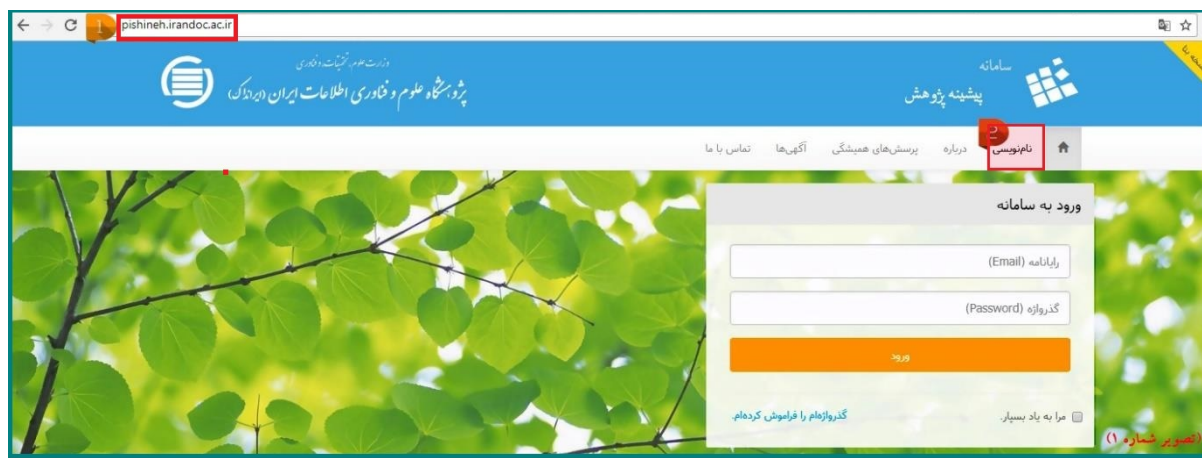 pishineh.irandoc.ac.ir
1
سامانه
پیشینه پژوهش
وزارت علوم، تحقیقات و فناوری
پژوهشگاه علوم و فناوری اطلاعات ایران (ایرانداک)
2
نام‌نویسی
درباره
پرسش‌های همیشگی
آگهی‌ها
تماس با ما
ورود به سامانه
رایانامه (Email)
گذرواژه (Password)
ورود
مرا به یاد بسپار.
گذرواژه‌ام را فراموش کرده‌ام.
(تصویر شماره ۱)